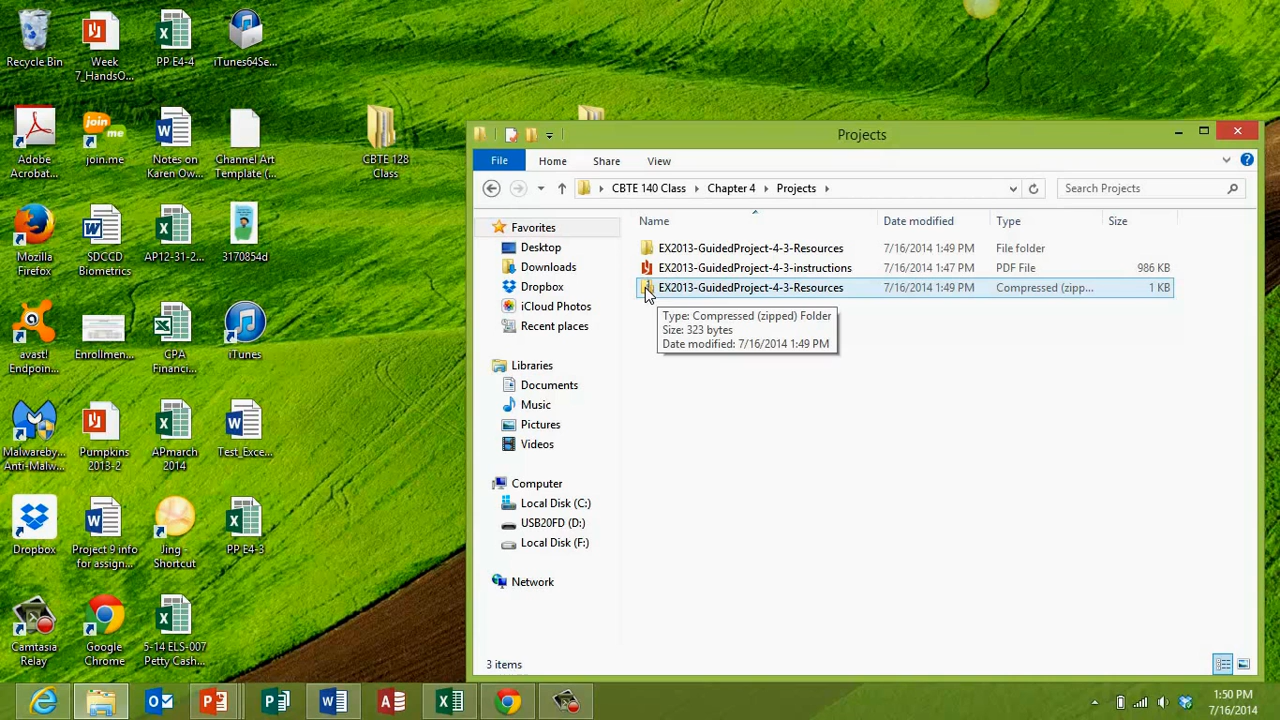 Recycle Bin
Week
7_HandsO...
PP E4-4
iTunes64Se...
Adobe
Acrobat...
join.me
Notes on
Karen Ow...
Channel Art
Template (...
CBTE 128
Class
Mozilla
Firefox
SDCCD
Biometrics
AP12-31-2...
3170854d
avast!
Endpoin...
Enrollmen...
CPA
Financi...
iTunes
Malwareby...
Anti-Malw...
Pumpkins
2013-2
APmarch
2014
Test_Exce...
Dropbox
Project 9 info
for assign...
Jing -
Shortcut
PP E4-3
Camtasia
Relay
Google
Chrome
5-14 ELS-007
Petty Cash...
Projects
File
Home
Share
View
CBTE 140 Class
Chapter 4
Projects
Search Projects
Name
Date modified
Type
Size
EX2013-GuidedProject-4-3-Resources 7/16/2014 1:49 PM File folder
EX2013-GuidedProject-4-3-instructions 7/16/2014 1:47 PM PDF File 986 KB
EX2013-GuidedProject-4-3-Resources 7/16/2014 1:49 PM Compressed (zipp... 1 KB
Type: Compressed (zipped) Folder
Size: 323 bytes
Date modified: 7/16/2014 1:49 PM
Favorites
Desktop
Downloads
Dropbox
iCloud Photos
Recent places
Libraries
Documents
Music
Pictures
Videos
Computer
Local Disk (C:)
USB20FD (D:)
Local Disk (F:)
Network
3 items
1:50 PM
7/16/2014